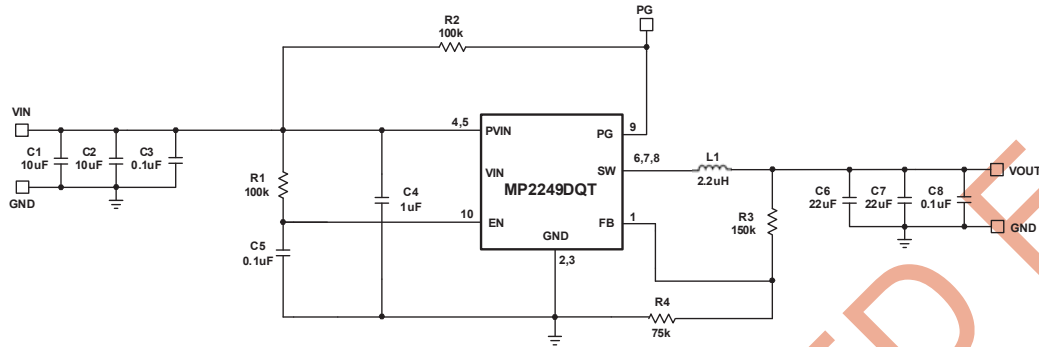 PG
R2
100k
VIN
C1
10uF
C2
10uF
C3
0.1uF
GND
R1
100k
C5
0.1uF
C4
1uF
4,5
PVIN
VIN
MP2249DQT
10
EN
GND
2,3
PG
9
SW
6,7,8
FB
1
L1
2.2uH
R3
150k
R4
75k
C6
22uF
C7
22uF
C8
0.1uF
VOUT
GND